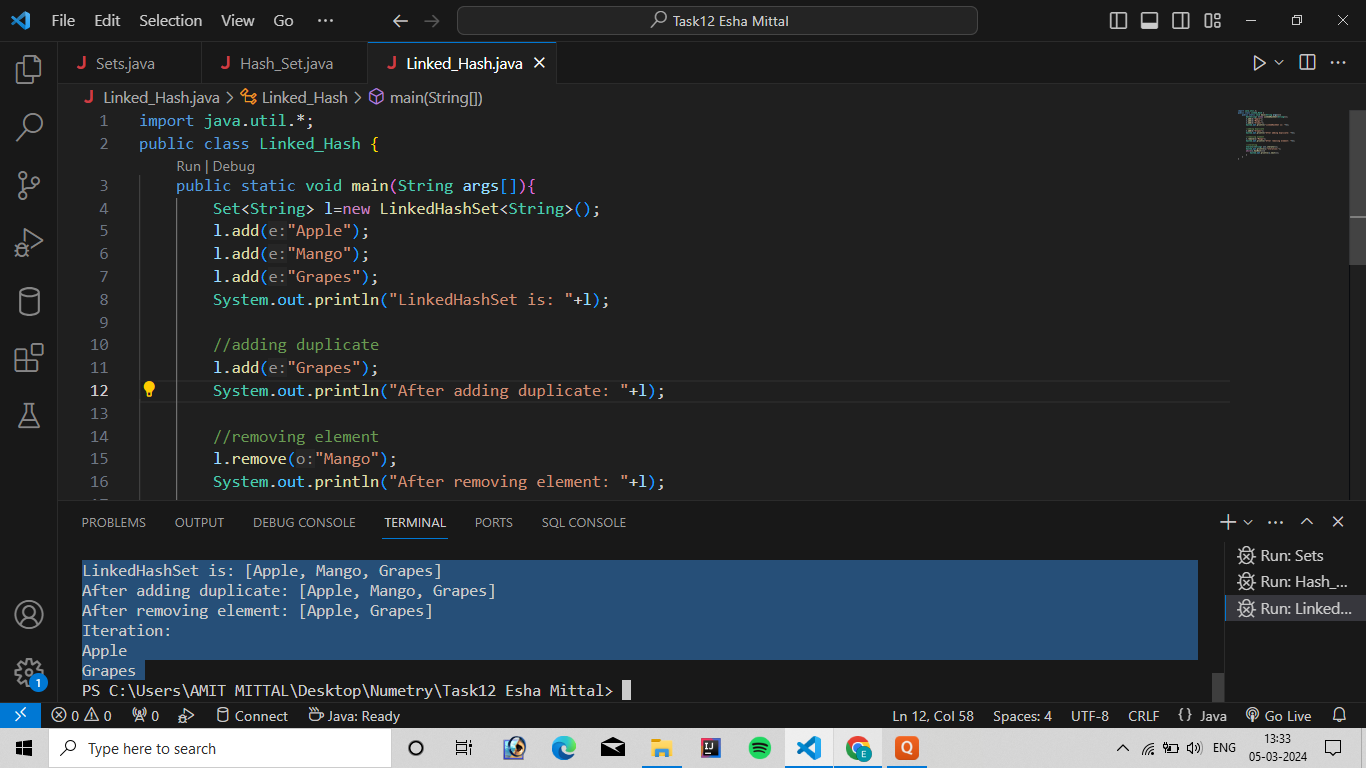 File Edit Selection View Go ··· Task12 Esha Mittal
J Sets.java J Hash_Set.java J Linked_Hash.java
J Linked_Hash.java > Linked_Hash > main(String[])
1 import java.util.*;
2 public class Linked_Hash {
Run | Debug
3 public static void main(String args[]){
4 Set<String> l=new LinkedHashSet<String>();
5 l.add(e:"Apple");
6 l.add(e:"Mango");
7 l.add(e:"Grapes");
8 System.out.println("LinkedHashSet is: "+l);
9
10 //adding duplicate
11 l.add(e:"Grapes");
12 System.out.println("After adding duplicate: "+l);
13
14 //removing element
15 l.remove(o:"Mango");
16 System.out.println("After removing element: "+l);
PROBLEMS OUTPUT DEBUG CONSOLE TERMINAL PORTS SQL CONSOLE
LinkedHashSet is: [Apple, Mango, Grapes]
After adding duplicate: [Apple, Mango, Grapes]
After removing element: [Apple, Grapes]
Iteration:
Apple
Grapes
PS C:\Users\AMIT MITTAL\Desktop\Numetry\Task12 Esha Mittal>
Run: Sets
Run: Hash_...
Run: Linked...
1
0 0 0 Connect Java: Ready Ln 12, Col 58 Spaces: 4 UTF-8 CRLF {} Java Go Live
Type here to search ENG 13:33
05-03-2024